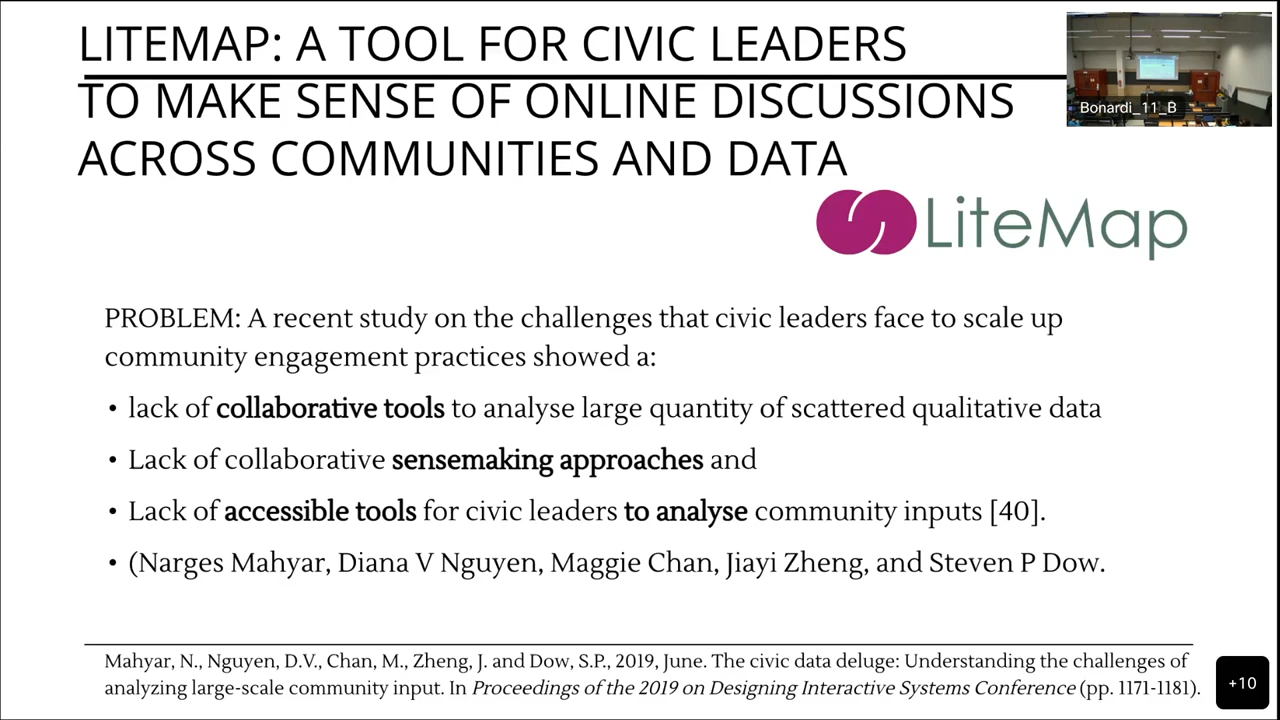 LITEMAP: A TOOL FOR CIVIC LEADERS
TO MAKE SENSE OF ONLINE DISCUSSIONS
ACROSS COMMUNITIES AND DATA
Bonardi_11_B
LiteMap
PROBLEM: A recent study on the challenges that civic leaders face to scale up
community engagement practices showed a:
• lack of collaborative tools to analyse large quantity of scattered qualitative data
• Lack of collaborative sensemaking approaches and
• Lack of accessible tools for civic leaders to analyse community inputs [40].
• (Narges Mahyar, Diana V Nguyen, Maggie Chan, Jiayi Zheng, and Steven P Dow.
Mahyar, N., Nguyen, D.V., Chan, M., Zheng, J. and Dow, S.P., 2019, June. The civic data deluge: Understanding the challenges of
analyzing large-scale community input. In Proceedings of the 2019 on Designing Interactive Systems Conference (pp. 1171-1181).
+10